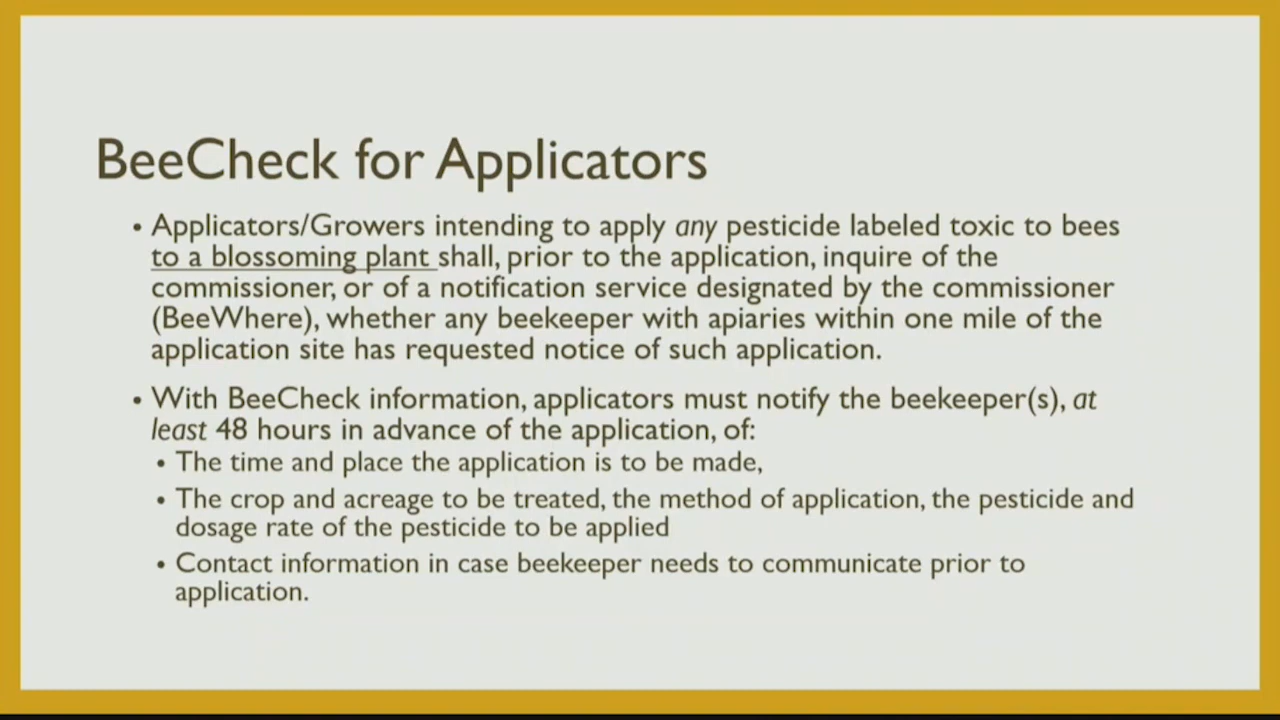 BeeCheck for Applicators
• Applicators/Growers intending to apply any pesticide labeled toxic to bees
to a blossoming plant shall, prior to the application, inquire of the
commissioner, or of a notification service designated by the commissioner
(BeeWhere), whether any beekeeper with apiaries within one mile of the
application site has requested notice of such application.
• With BeeCheck information, applicators must notify the beekeeper(s), at
least 48 hours in advance of the application, of:
• The time and place the application is to be made,
• The crop and acreage to be treated, the method of application, the pesticide and
dosage rate of the pesticide to be applied
• Contact information in case beekeeper needs to communicate prior to
application.